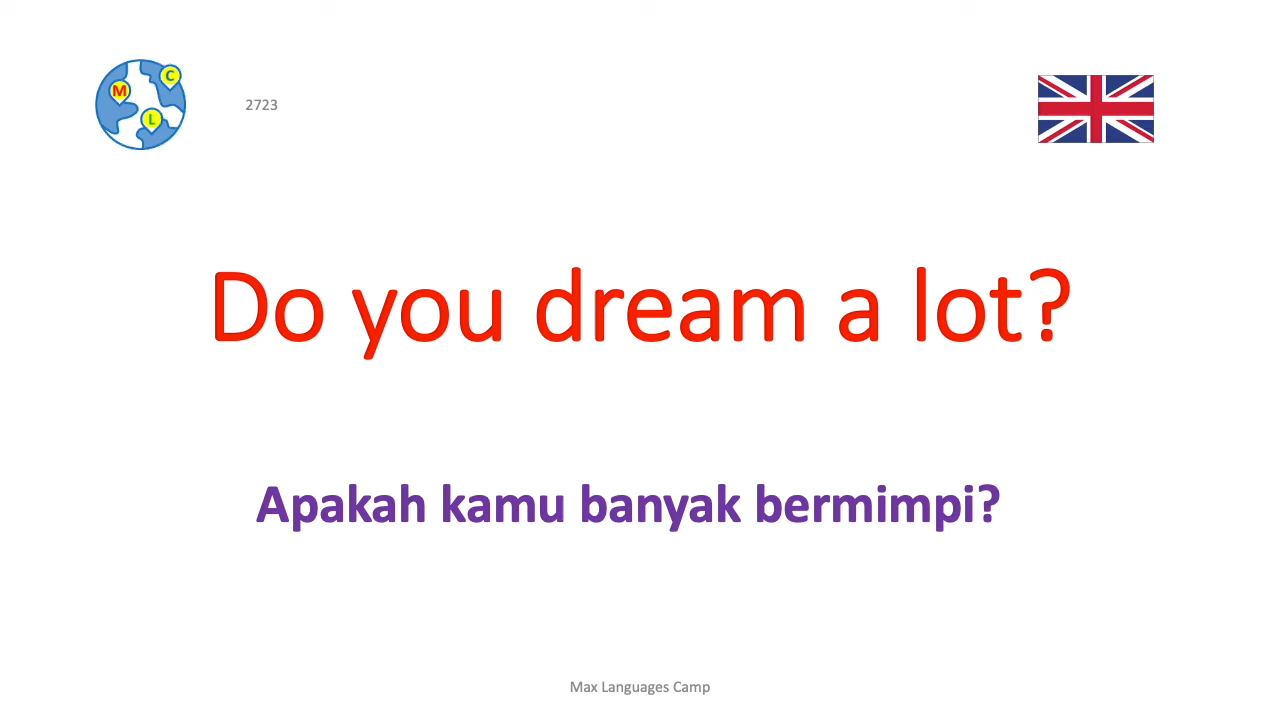 M
C
L
2723
Do you dream a lot?
Apakah kamu banyak bermimpi?
Max Languages Camp